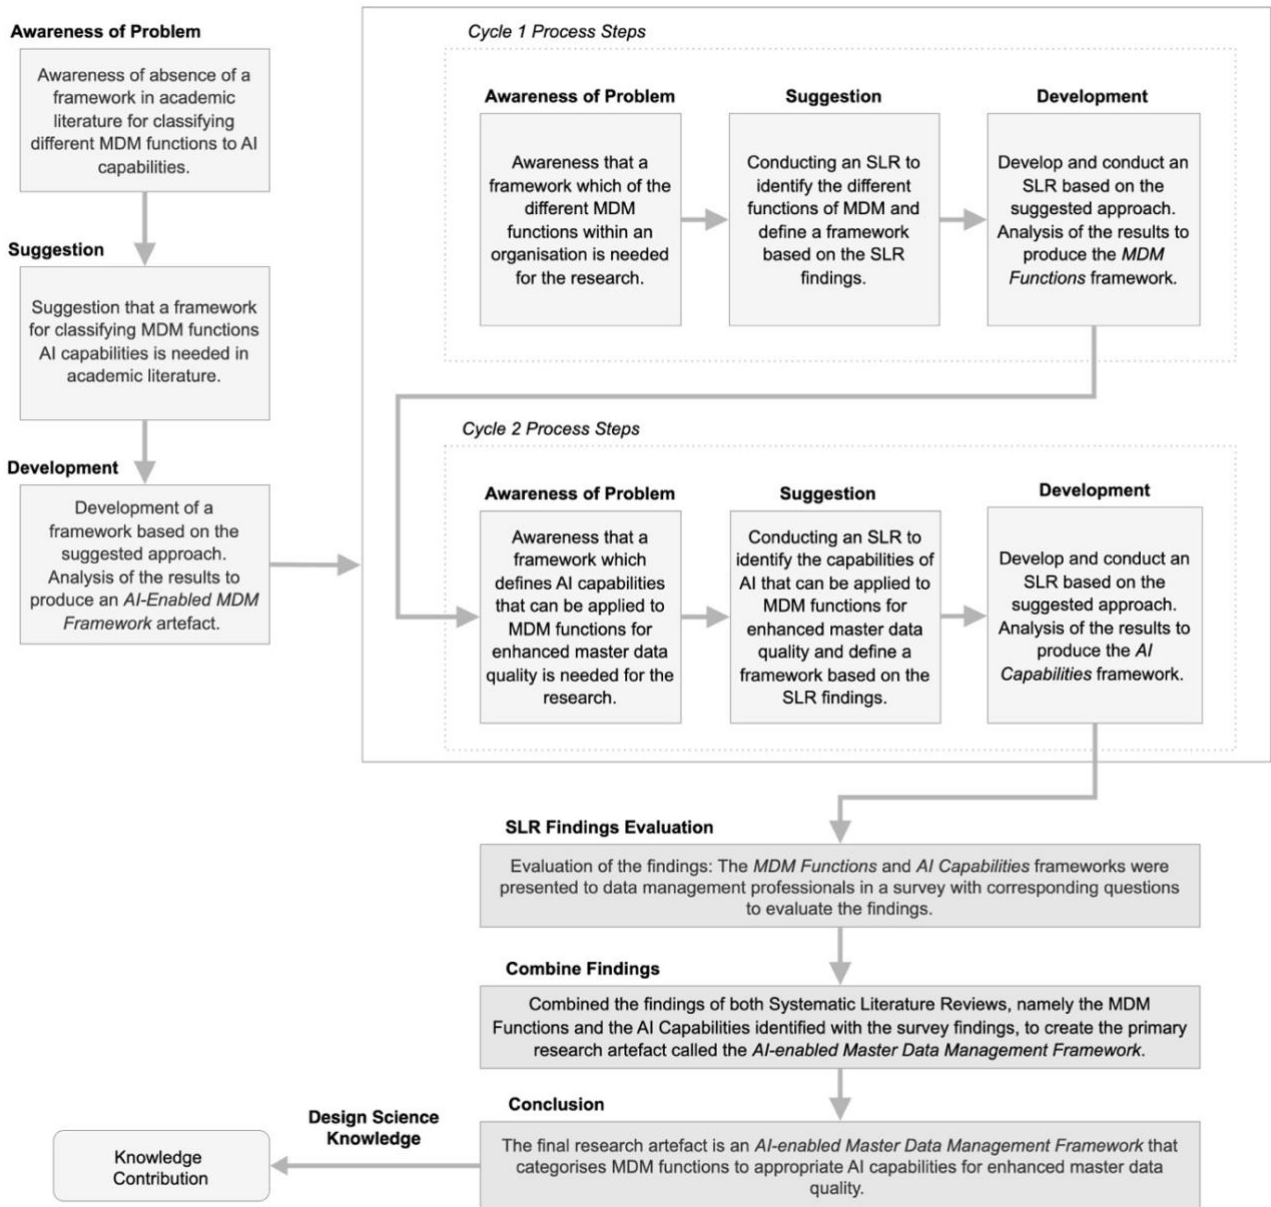 Awareness of Problem
Awareness of absence of a
framework in academic
literature for classifying
different MDM functions to AI
capabilities.
Suggestion
Suggestion that a framework
for classifying MDM functions
AI capabilities is needed in
academic literature.
Development
Development of a
framework based on the
suggested approach.
Analysis of the results to
produce an AI-Enabled MDM
Framework artefact.
Cycle 1 Process Steps
Awareness of Problem
Awareness that a
framework which of the
different MDM
functions within an
organisation is needed
for the research.
Suggestion
Conducting an SLR to
identify the different
functions of MDM and
define a framework
based on the SLR
findings.
Development
Develop and conduct an
SLR based on the
suggested approach.
Analysis of the results to
produce the MDM
Functions framework.
Cycle 2 Process Steps
Awareness of Problem
Awareness that a
framework which
defines AI capabilities
that can be applied to
MDM functions for
enhanced master data
quality is needed for the
research.
Suggestion
Conducting an SLR to
identify the capabilities of
AI that can be applied to
MDM functions for
enhanced master data
quality and define a
framework based on the
SLR findings.
Development
Develop and conduct an
SLR based on the
suggested approach.
Analysis of the results to
produce the AI
Capabilities framework.
SLR Findings Evaluation
Evaluation of the findings: The MDM Functions and AI Capabilities frameworks were
presented to data management professionals in a survey with corresponding questions
to evaluate the findings.
Combine Findings
Combined the findings of both Systematic Literature Reviews, namely the MDM
Functions and the AI Capabilities identified with the survey findings, to create the primary
research artefact called the AI-enabled Master Data Management Framework.
Conclusion
The final research artefact is an AI-enabled Master Data Management Framework that
categorises MDM functions to appropriate AI capabilities for enhanced master data
quality.
Design Science
Knowledge
Knowledge
Contribution